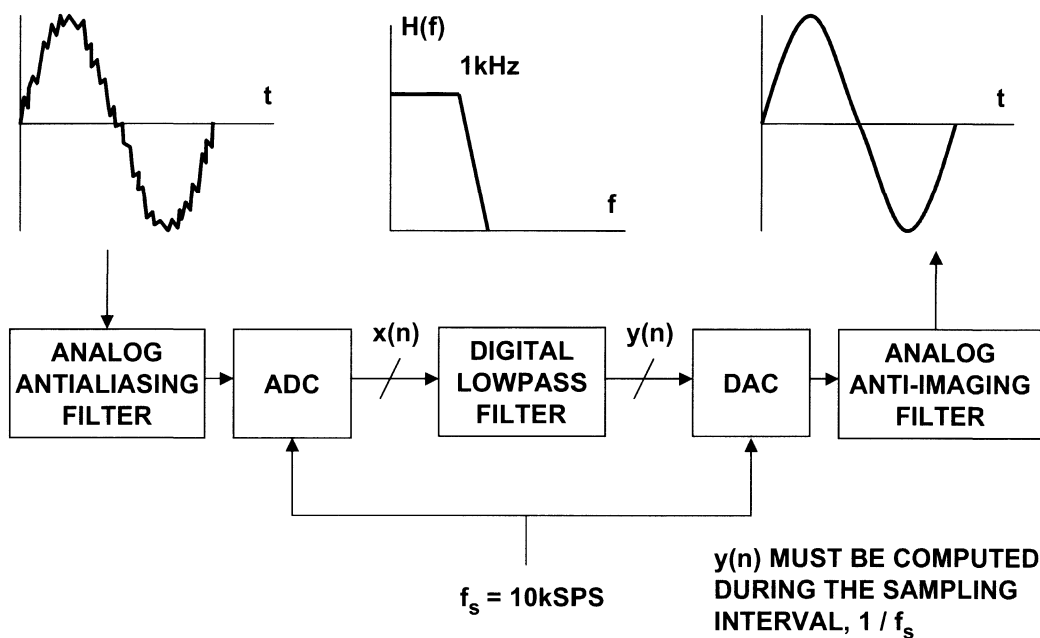 t
H(f)
1kHz
f
t
ANALOG
ANTIALIASING
FILTER
ADC
x(n)
DIGITAL
LOWPASS
FILTER
y(n)
DAC
ANALOG
ANTI-IMAGING
FILTER
fs = 10kSPS
y(n) MUST BE COMPUTED
DURING THE SAMPLING
INTERVAL, 1 / fs